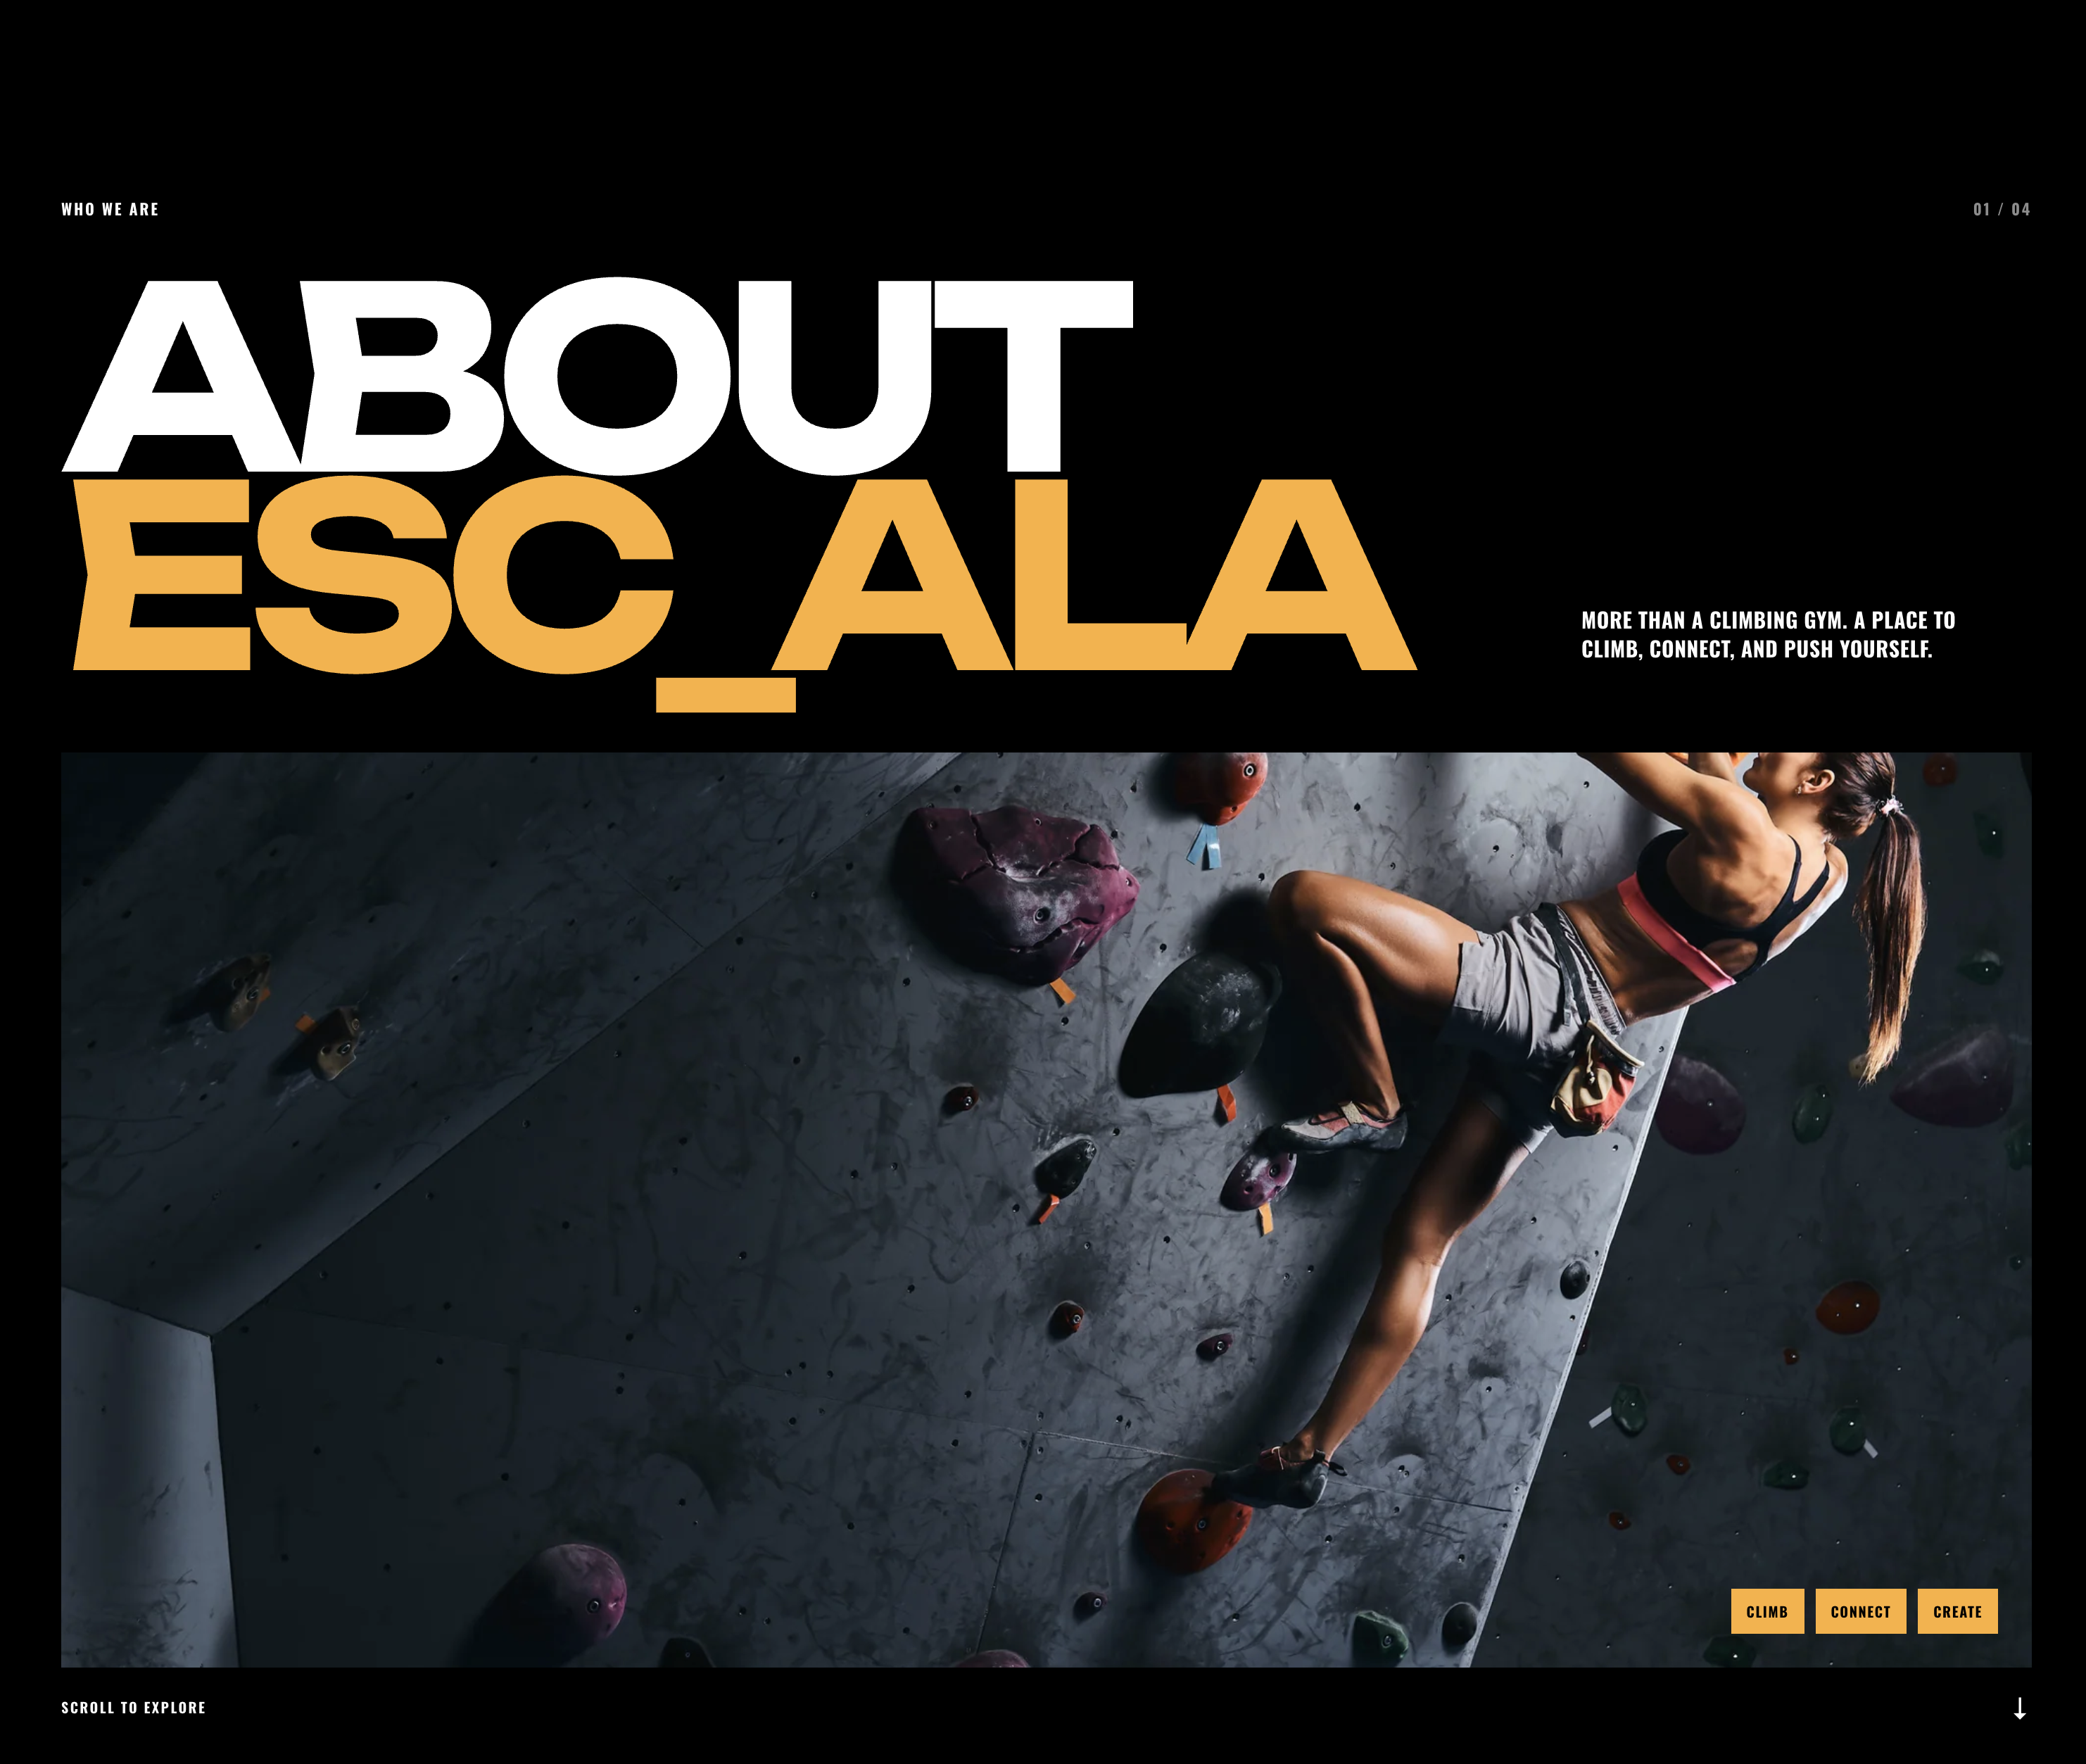 WHO WE ARE
01 / 04
ABOUT
ESC_ALA
MORE THAN A CLIMBING GYM. A PLACE TO
CLIMB, CONNECT, AND PUSH YOURSELF.
CLIMB
CONNECT
CREATE
SCROLL TO EXPLORE
↓